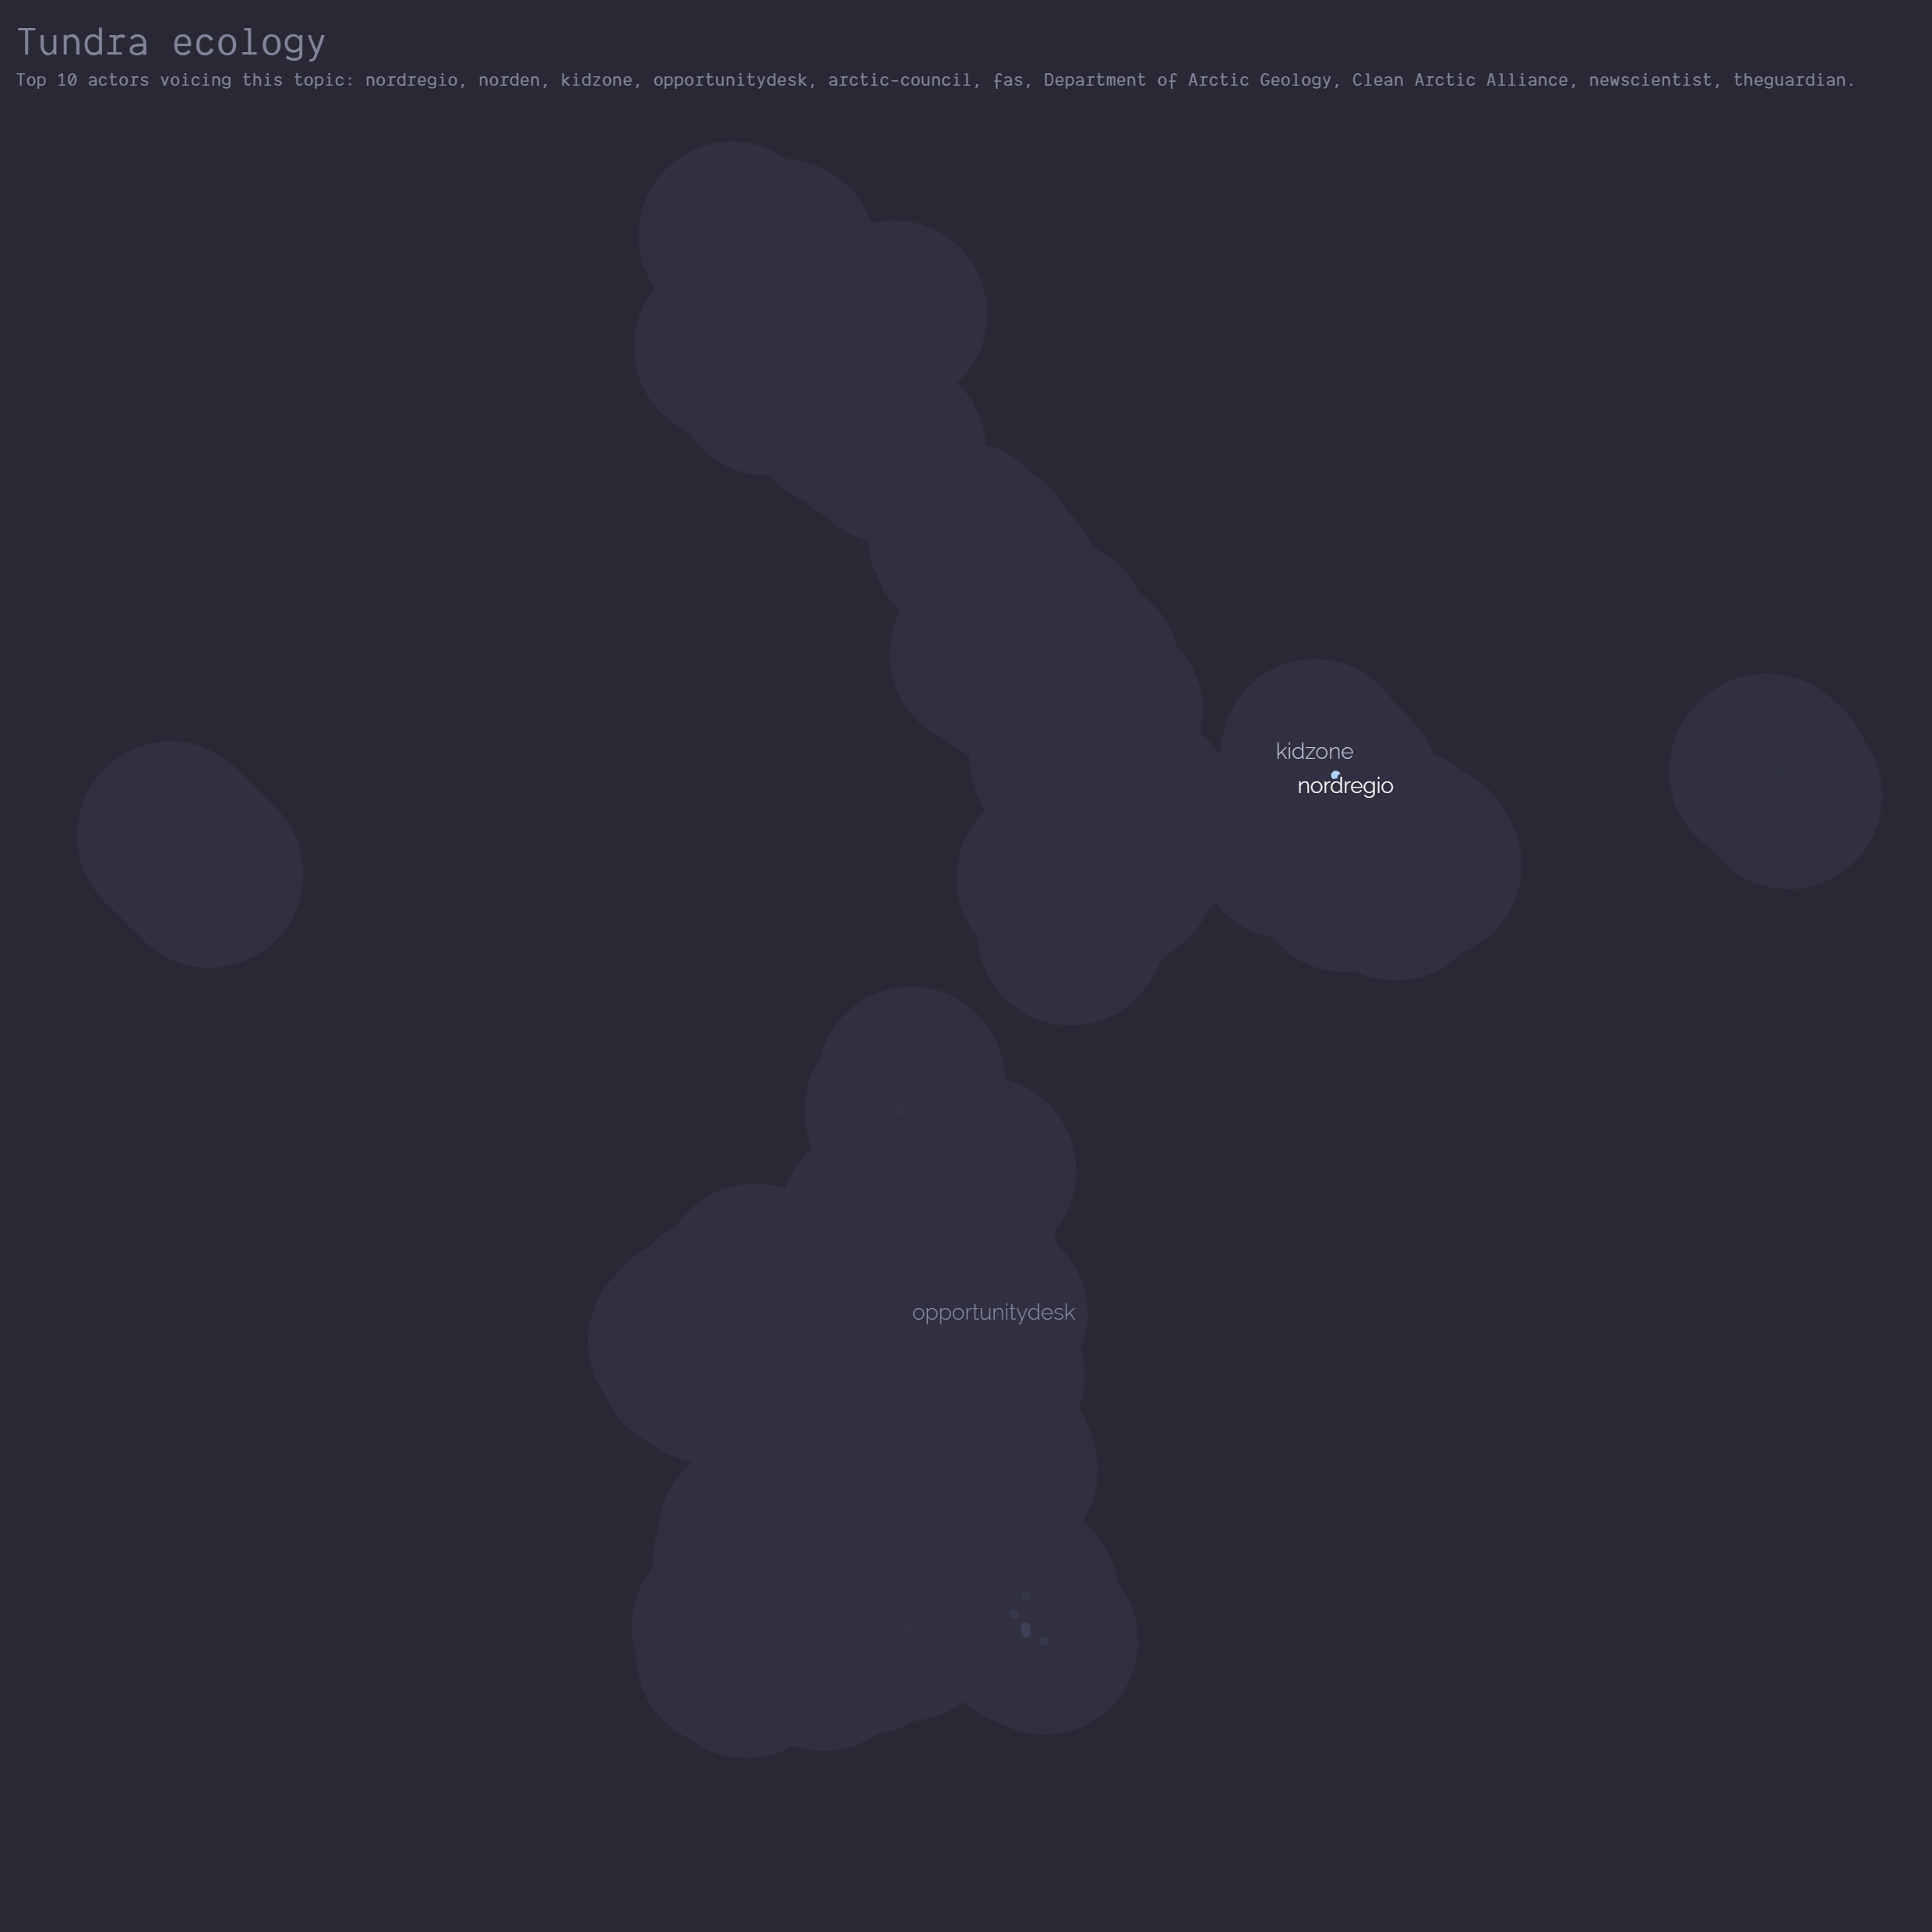 Tundra ecology
Top 10 actors voicing this topic: nordregio, norden, kidzone, opportunitydesk, arctic-council, fas, Department of Arctic Geology, Clean Arctic Alliance, newscientist, theguardian.
kidzone
nordregio
opportunitydesk